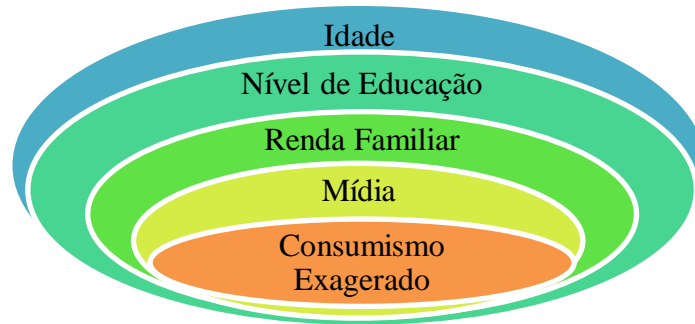 Idade
Nível de Educação
Renda Familiar
Mídia
Consumismo
Exagerado